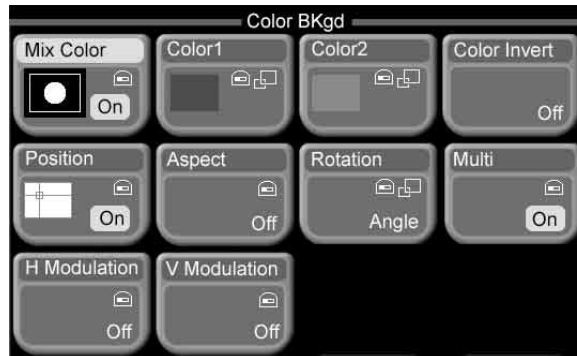 Color BKgd
Mix Color
Color1
Color2
Color Invert
On
Off
Position
Aspect
Rotation
Multi
On
Off
Angle
On
H Modulation
V Modulation
Off
Off